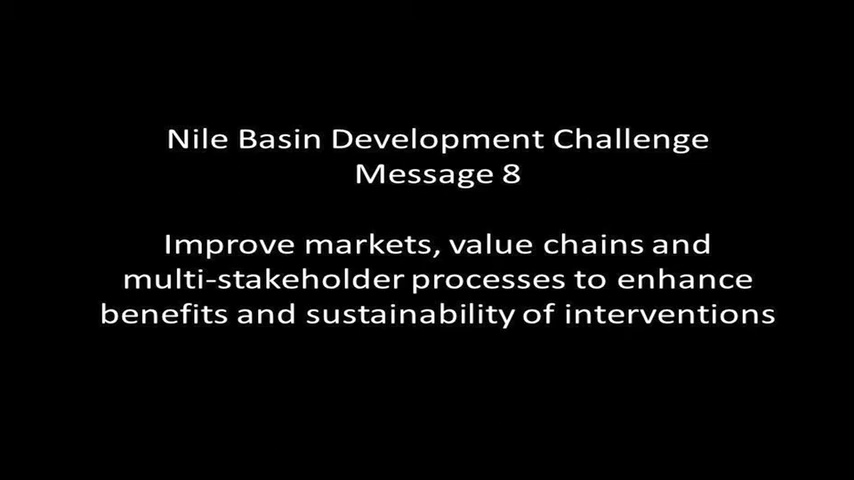 Nile Basin Development Challenge
Message 8
Improve markets, value chains and
multi-stakeholder processes to enhance
benefits and sustainability of interventions